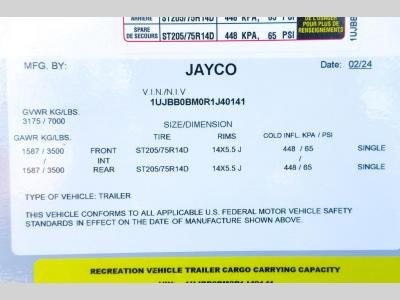 ARRIÈRE ST205/75R14D 448 KPA, 65 PSI
SPARE
DE SECOURS ST205/75R14D 448 KPA, 65 PSI
POUR PLUS DE
RENSEIGNEMENTS
MFG. BY: JAYCO Date: 02/24
V.I.N./N.I.V
1UJBB0BM0R1J40141
GVWR KG/LBS.
3175 / 7000
SIZE/DIMENSION
GAWR KG/LBS. TIRE RIMS COLD INFL. KPA / PSI
1587 / 3500 FRONT ST205/75R14D 14X5.5 J 448 / 65 SINGLE
/ INT /
1587 / 3500 REAR ST205/75R14D 14X5.5 J 448 / 65 SINGLE
TYPE OF VEHICLE: TRAILER
THIS VEHICLE CONFORMS TO ALL APPLICABLE U.S. FEDERAL MOTOR VEHICLE SAFETY
STANDARDS IN EFFECT ON THE DATE OF MANUFACTURE SHOWN ABOVE.
RECREATION VEHICLE TRAILER CARGO CARRYING CAPACITY
1UJBB0BM0R1J40141